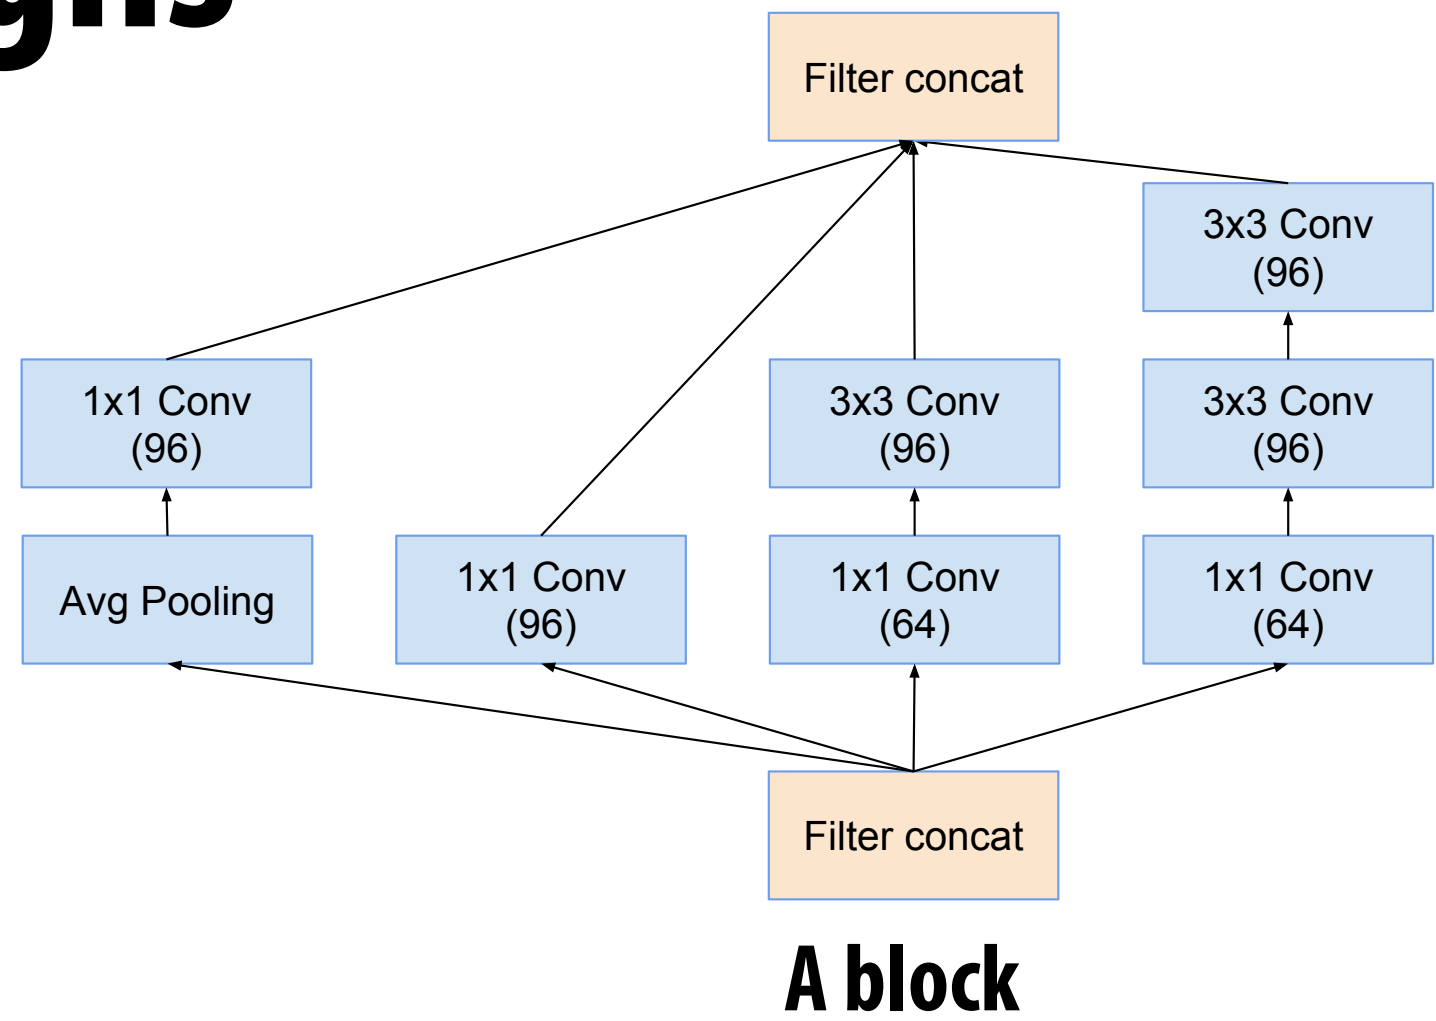 Filter concat
3x3 Conv
(96)
1x1 Conv
(96)
3x3 Conv
(96)
3x3 Conv
(96)
Avg Pooling
1x1 Conv
(96)
1x1 Conv
(64)
1x1 Conv
(64)
Filter concat
A block